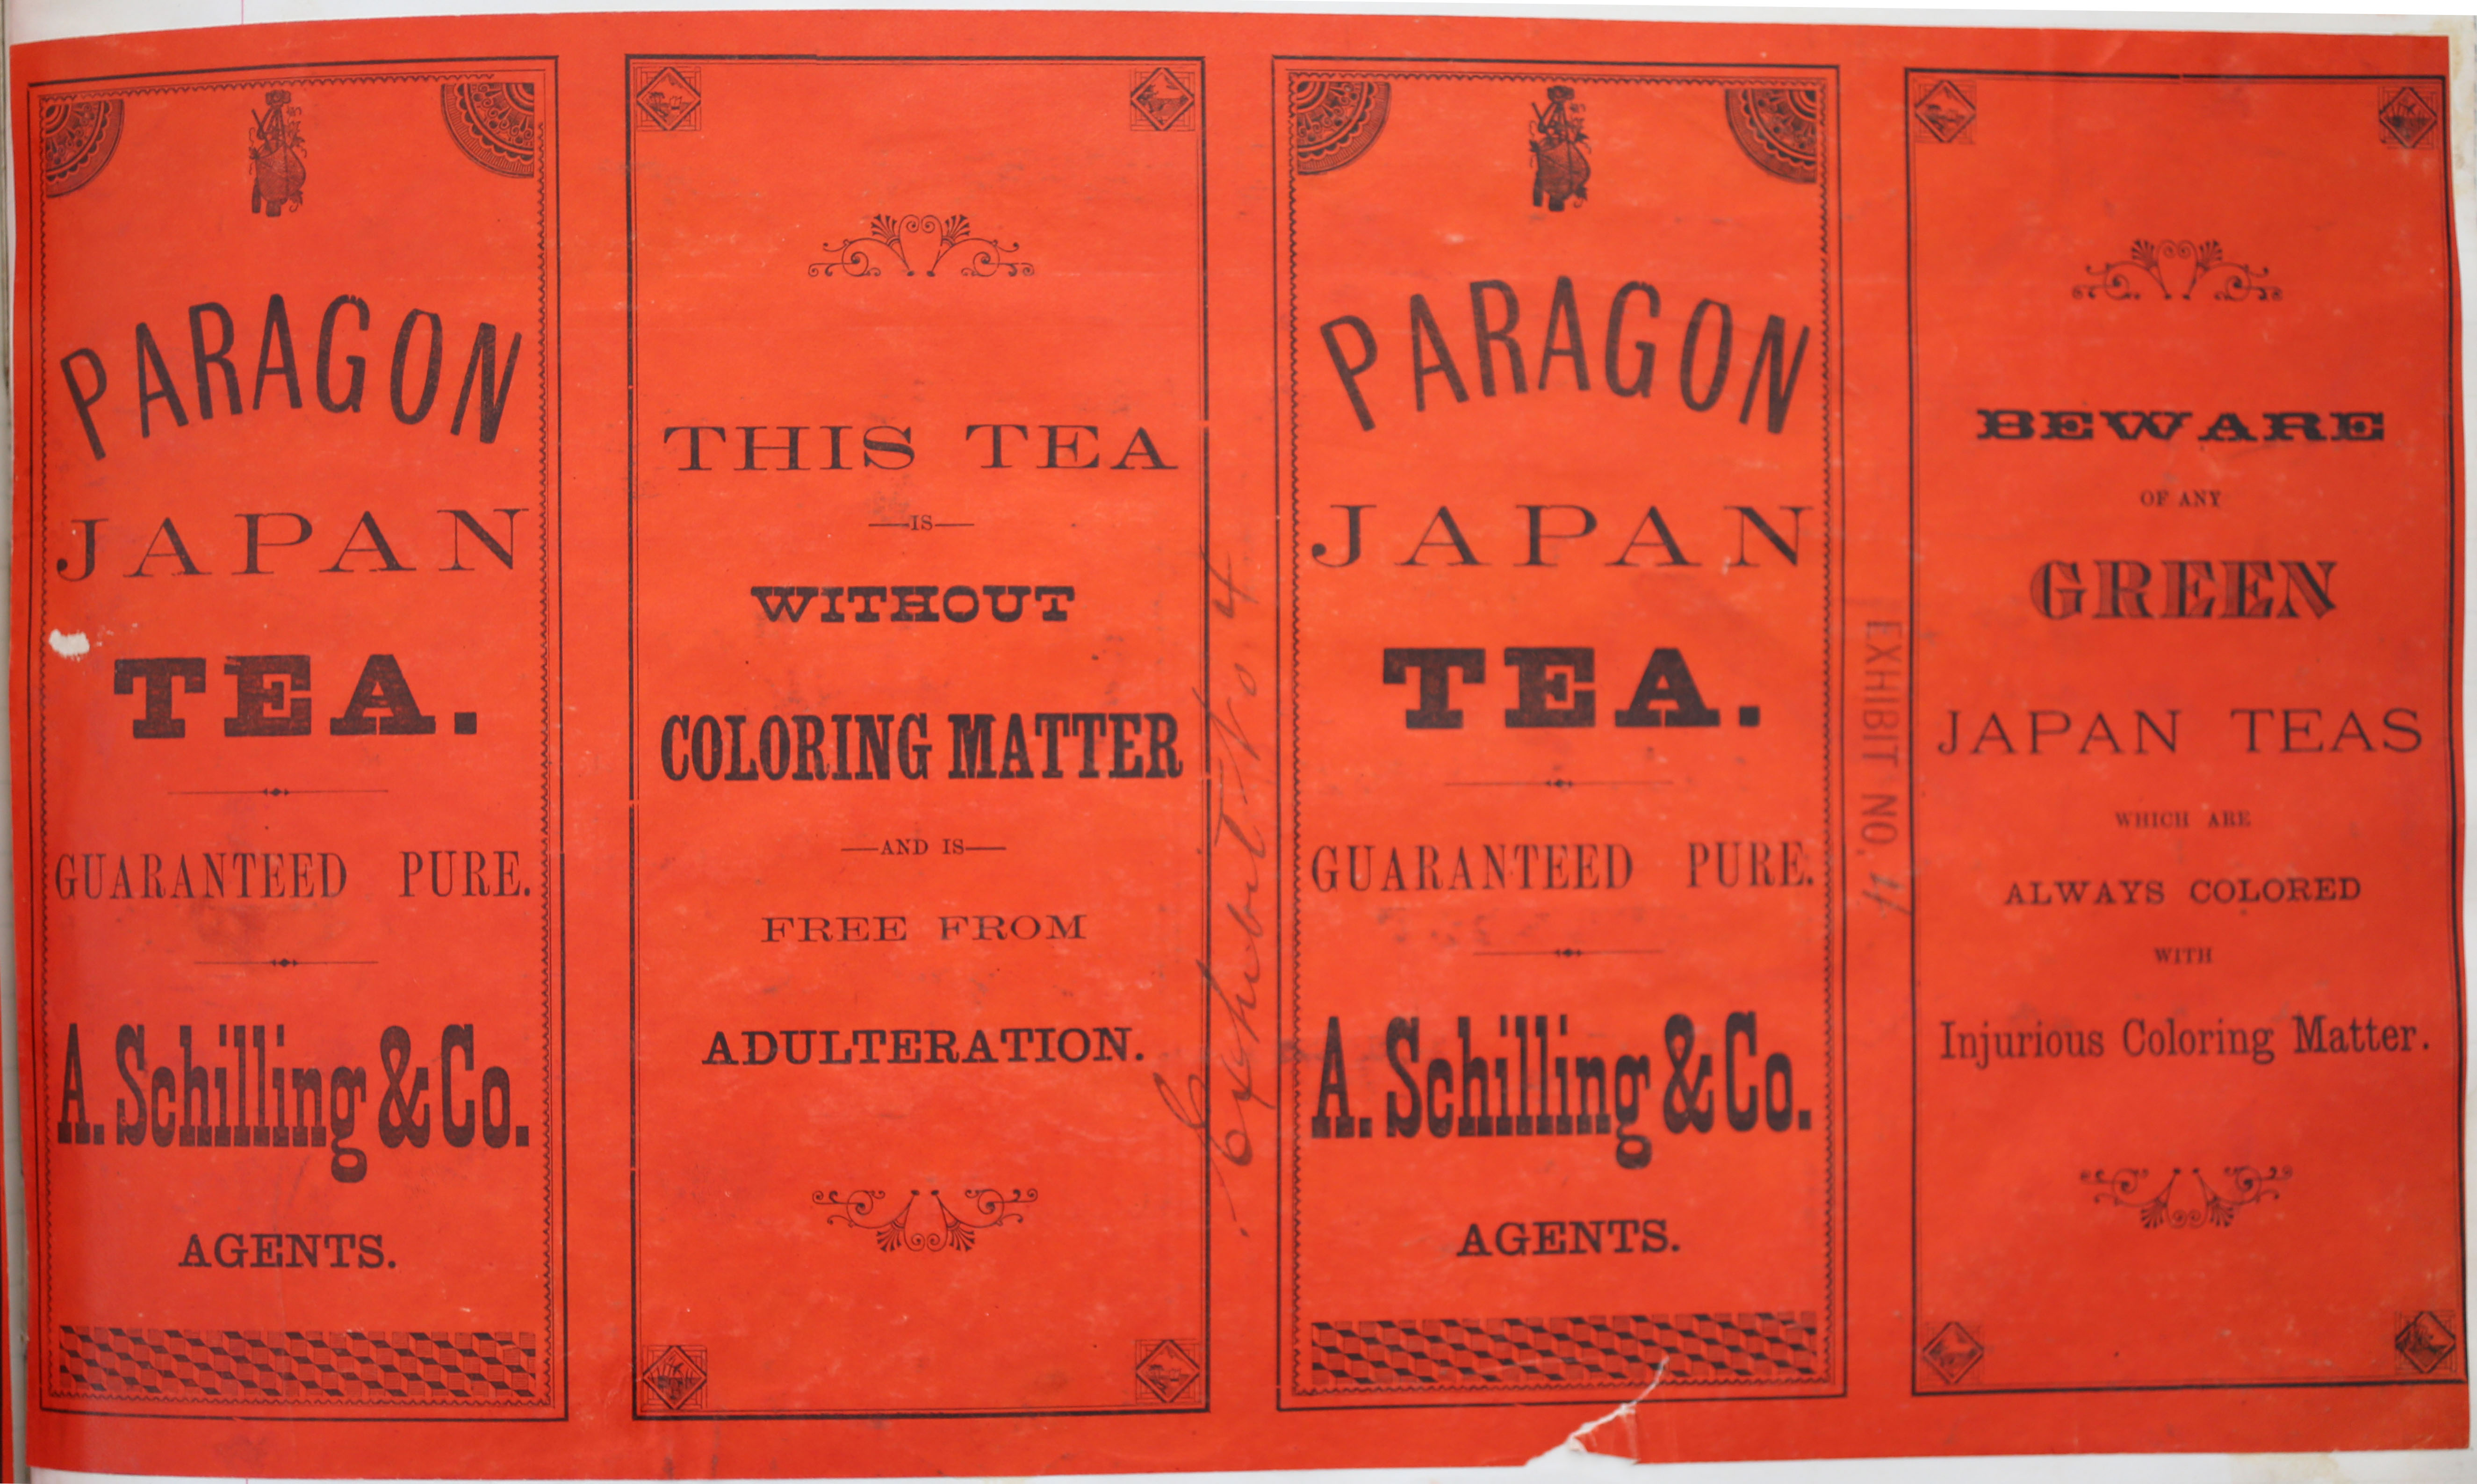 PARAGON
JAPAN
TEA.
GUARANTEED PURE.
A. Schilling & Co.
AGENTS.
THIS TEA
—IS—
WITHOUT
COLORING MATTER
—AND IS—
FREE FROM
ADULTERATION.
Exhibit No. 4
PARAGON
JAPAN
TEA.
GUARANTEED PURE.
A. Schilling & Co.
AGENTS.
EXHIBIT NO.
BEWARE
OF ANY
GREEN
JAPAN TEAS
WHICH ARE
ALWAYS COLORED
WITH
Injurious Coloring Matter.